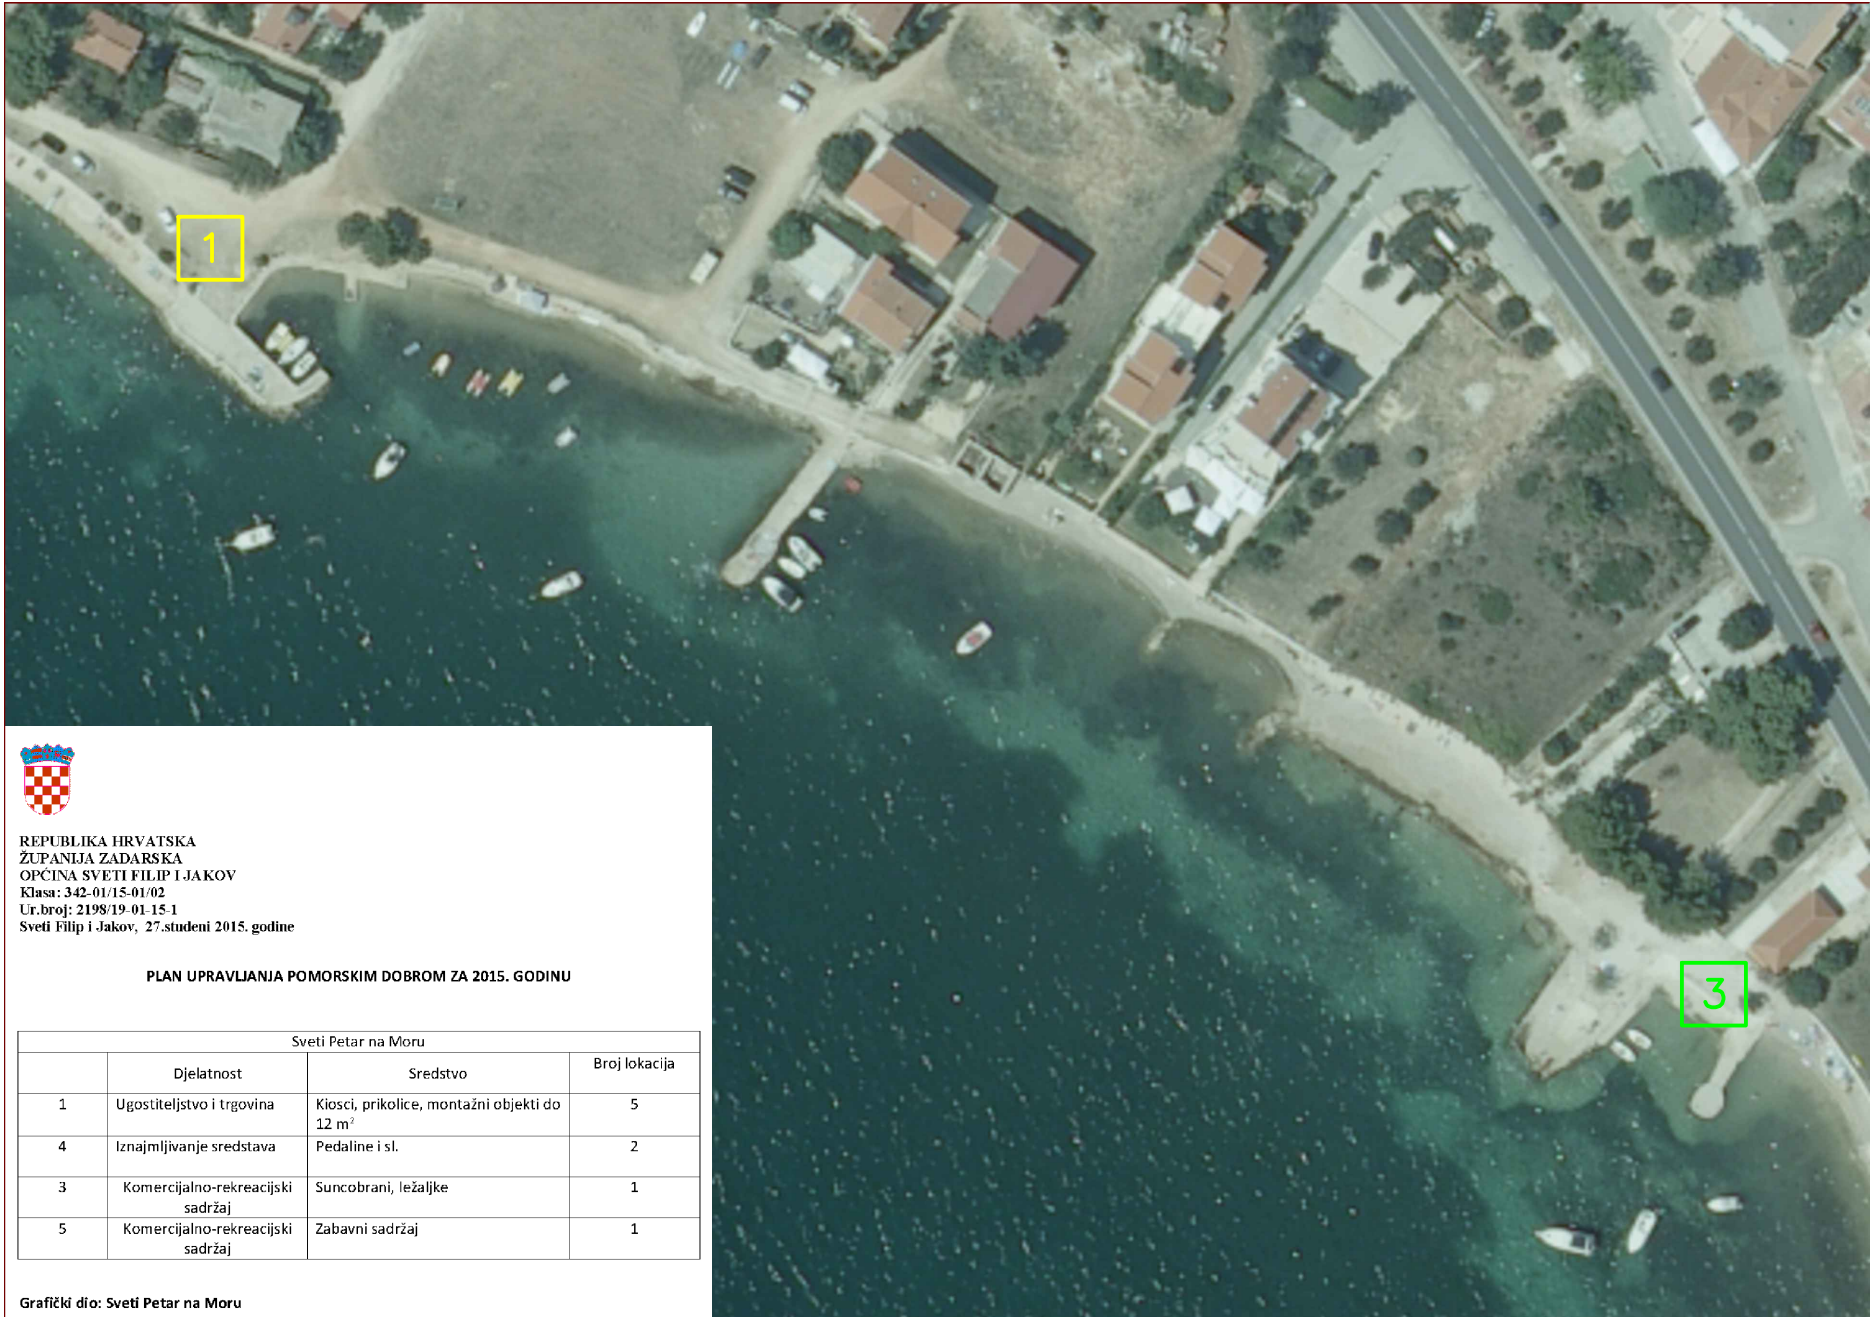 1
3
REPUBLIKA HRVATSKA
ŽUPANIJA ZADARSKA
OPĆINA SVETI FILIP I JAKOV
Klasa: 342-01/15-01/02
Ur.broj: 2198/19-01-15-1
Sveti Filip i Jakov, 27.studeni 2015. godine
PLAN UPRAVLJANJA POMORSKIM DOBROM ZA 2015. GODINU
Sveti Petar na Moru
Djelatnost Sredstvo Broj lokacija
1 Ugostiteljstvo i trgovina Kiosci, prikolice, montažni objekti do 5
12 m²
4 Iznajmljivanje sredstava Pedaline i sl. 2
3 Komercijalno-rekreacijski Suncobrani, ležaljke 1
sadržaj
5 Komercijalno-rekreacijski Zabavni sadržaj 1
sadržaj
Grafički dio: Sveti Petar na Moru